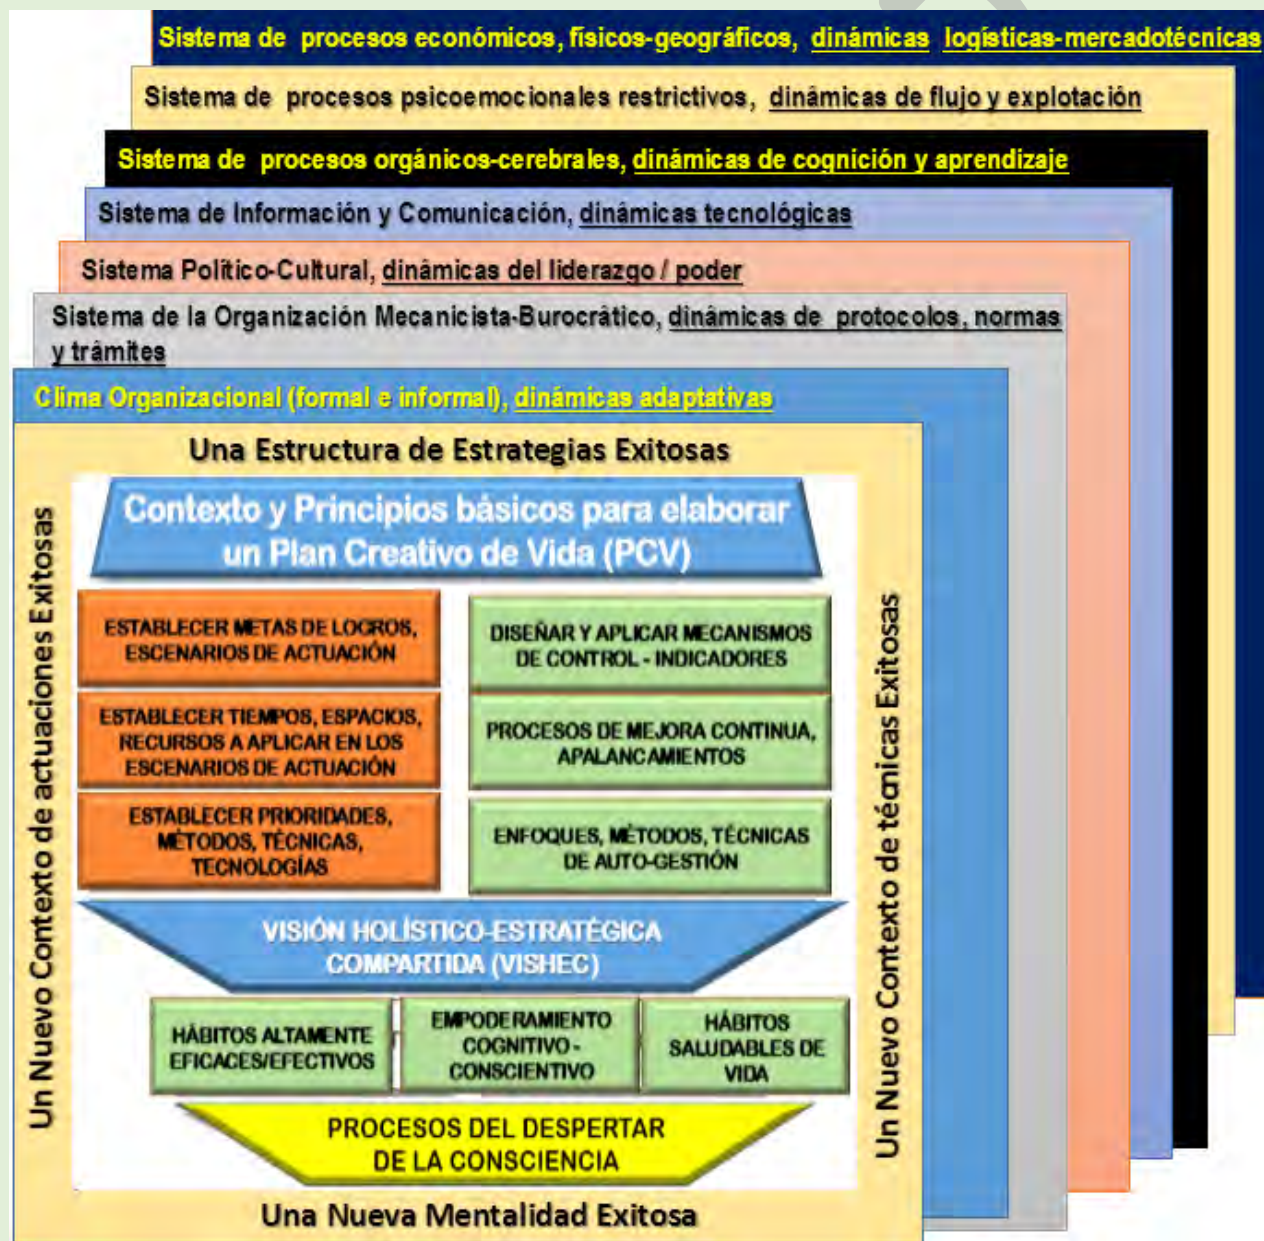 Sistema de procesos económicos, físicos-geográficos, dinámicas logísticas-mercadotécnicas
Sistema de procesos psicoemocionales restrictivos, dinámicas de flujo y explotación
Sistema de procesos orgánicos-cerebrales, dinámicas de cognición y aprendizaje
Sistema de Información y Comunicación, dinámicas tecnológicas
Sistema Político-Cultural, dinámicas del liderazgo / poder
Sistema de la Organización Mecanicista-Burocrático, dinámicas de protocolos, normas
y trámites
Clima Organizacional (formal e informal), dinámicas adaptativas
Una Estructura de Estrategias Exitosas
Un Nuevo Contexto de actuaciones Exitosas
Contexto y Principios básicos para elaborar
un Plan Creativo de Vida (PCV)
ESTABLECER METAS DE LOGROS,
ESCENARIOS DE ACTUACIÓN
ESTABLECER TIEMPOS, ESPACIOS,
RECURSOS A APLICAR EN LOS
ESCENARIOS DE ACTUACIÓN
ESTABLECER PRIORIDADES,
MÉTODOS, TÉCNICAS,
TECNOLOGÍAS
DISEÑAR Y APLICAR MECANISMOS
DE CONTROL - INDICADORES
PROCESOS DE MEJORA CONTINUA,
APALANCAMIENTOS
ENFOQUES, MÉTODOS, TÉCNICAS
DE AUTO-GESTIÓN
VISIÓN HOLÍSTICO-ESTRATÉGICA
COMPARTIDA (VISHEC)
HÁBITOS ALTAMENTE
EFICACES/EFECTIVOS
EMPODERAMIENTO
COGNITIVO -
CONSCIENTIVO
HÁBITOS
SALUDABLES DE
VIDA
PROCESOS DEL DESPERTAR
DE LA CONSCIENCIA
Un Nuevo Contexto de técnicas Exitosas
Una Nueva Mentalidad Exitosa